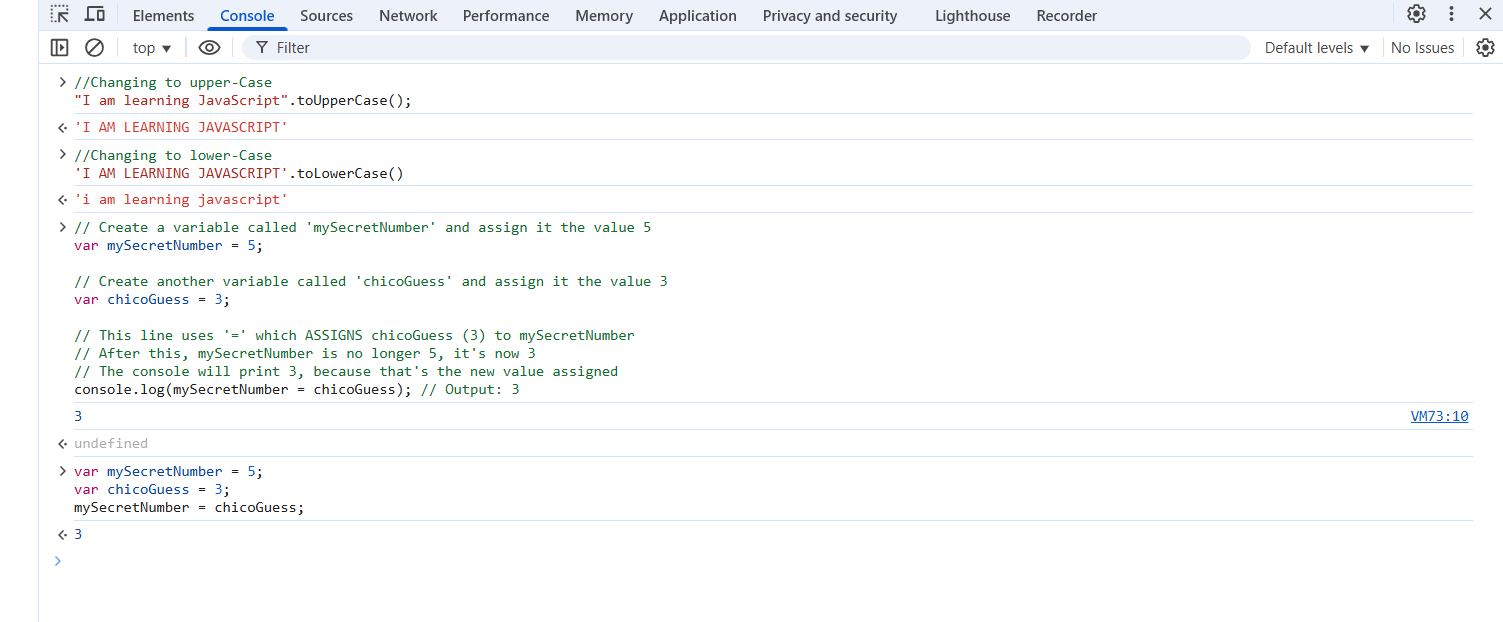 Elements Console Sources Network Performance Memory Application Privacy and security Lighthouse Recorder
top Filter Default levels No Issues
//Changing to upper-Case
"I am learning JavaScript".toUpperCase();
'I AM LEARNING JAVASCRIPT'
//Changing to lower-Case
'I AM LEARNING JAVASCRIPT'.toLowerCase()
'i am learning javascript'
// Create a variable called 'mySecretNumber' and assign it the value 5
var mySecretNumber = 5;
// Create another variable called 'chicoGuess' and assign it the value 3
var chicoGuess = 3;
// This line uses '=' which ASSIGNS chicoGuess (3) to mySecretNumber
// After this, mySecretNumber is no longer 5, it's now 3
// The console will print 3, because that's the new value assigned
console.log(mySecretNumber = chicoGuess); // Output: 3
3 VM73:10
undefined
var mySecretNumber = 5;
var chicoGuess = 3;
mySecretNumber = chicoGuess;
3